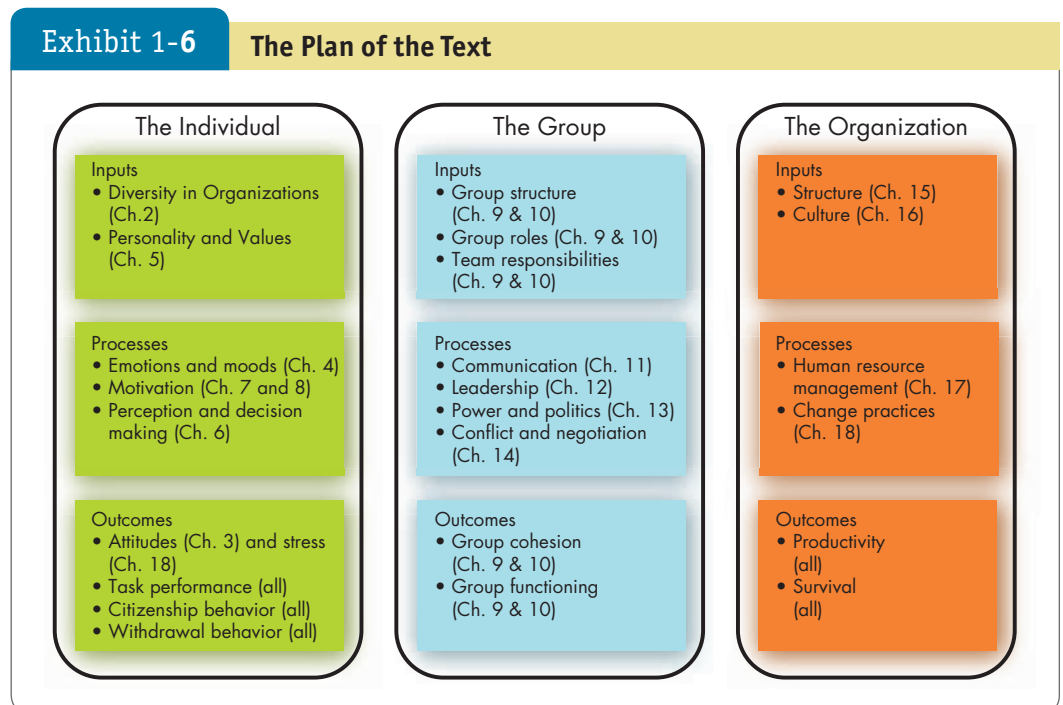 Exhibit 1-6
The Plan of the Text
The Individual
Inputs
• Diversity in Organizations
(Ch.2)
• Personality and Values
(Ch. 5)
Processes
• Emotions and moods (Ch. 4)
• Motivation (Ch. 7 and 8)
• Perception and decision
making (Ch. 6)
Outcomes
• Attitudes (Ch. 3) and stress
(Ch. 18)
• Task performance (all)
• Citizenship behavior (all)
• Withdrawal behavior (all)
The Group
Inputs
• Group structure
(Ch. 9 & 10)
• Group roles (Ch. 9 & 10)
• Team responsibilities
(Ch. 9 & 10)
Processes
• Communication (Ch. 11)
• Leadership (Ch. 12)
• Power and politics (Ch. 13)
• Conflict and negotiation
(Ch. 14)
Outcomes
• Group cohesion
(Ch. 9 & 10)
• Group functioning
(Ch. 9 & 10)
The Organization
Inputs
• Structure (Ch. 15)
• Culture (Ch. 16)
Processes
• Human resource
management (Ch. 17)
• Change practices
(Ch. 18)
Outcomes
• Productivity
(all)
• Survival
(all)